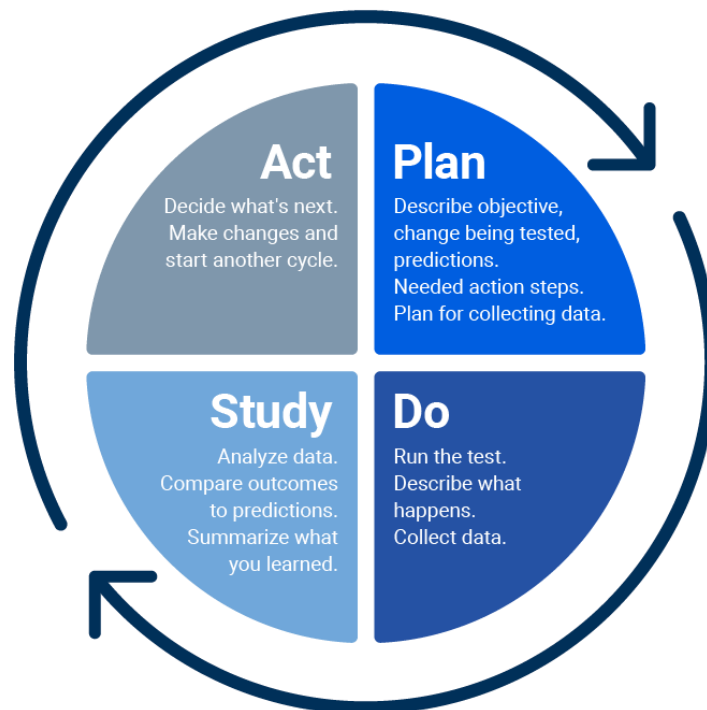 Act
Decide what's next.
Make changes and
start another cycle.
Plan
Describe objective,
change being tested,
predictions.
Needed action steps.
Plan for collecting data.
Study
Analyze data.
Compare outcomes
to predictions.
Summarize what
you learned.
Do
Run the test.
Describe what
happens.
Collect data.